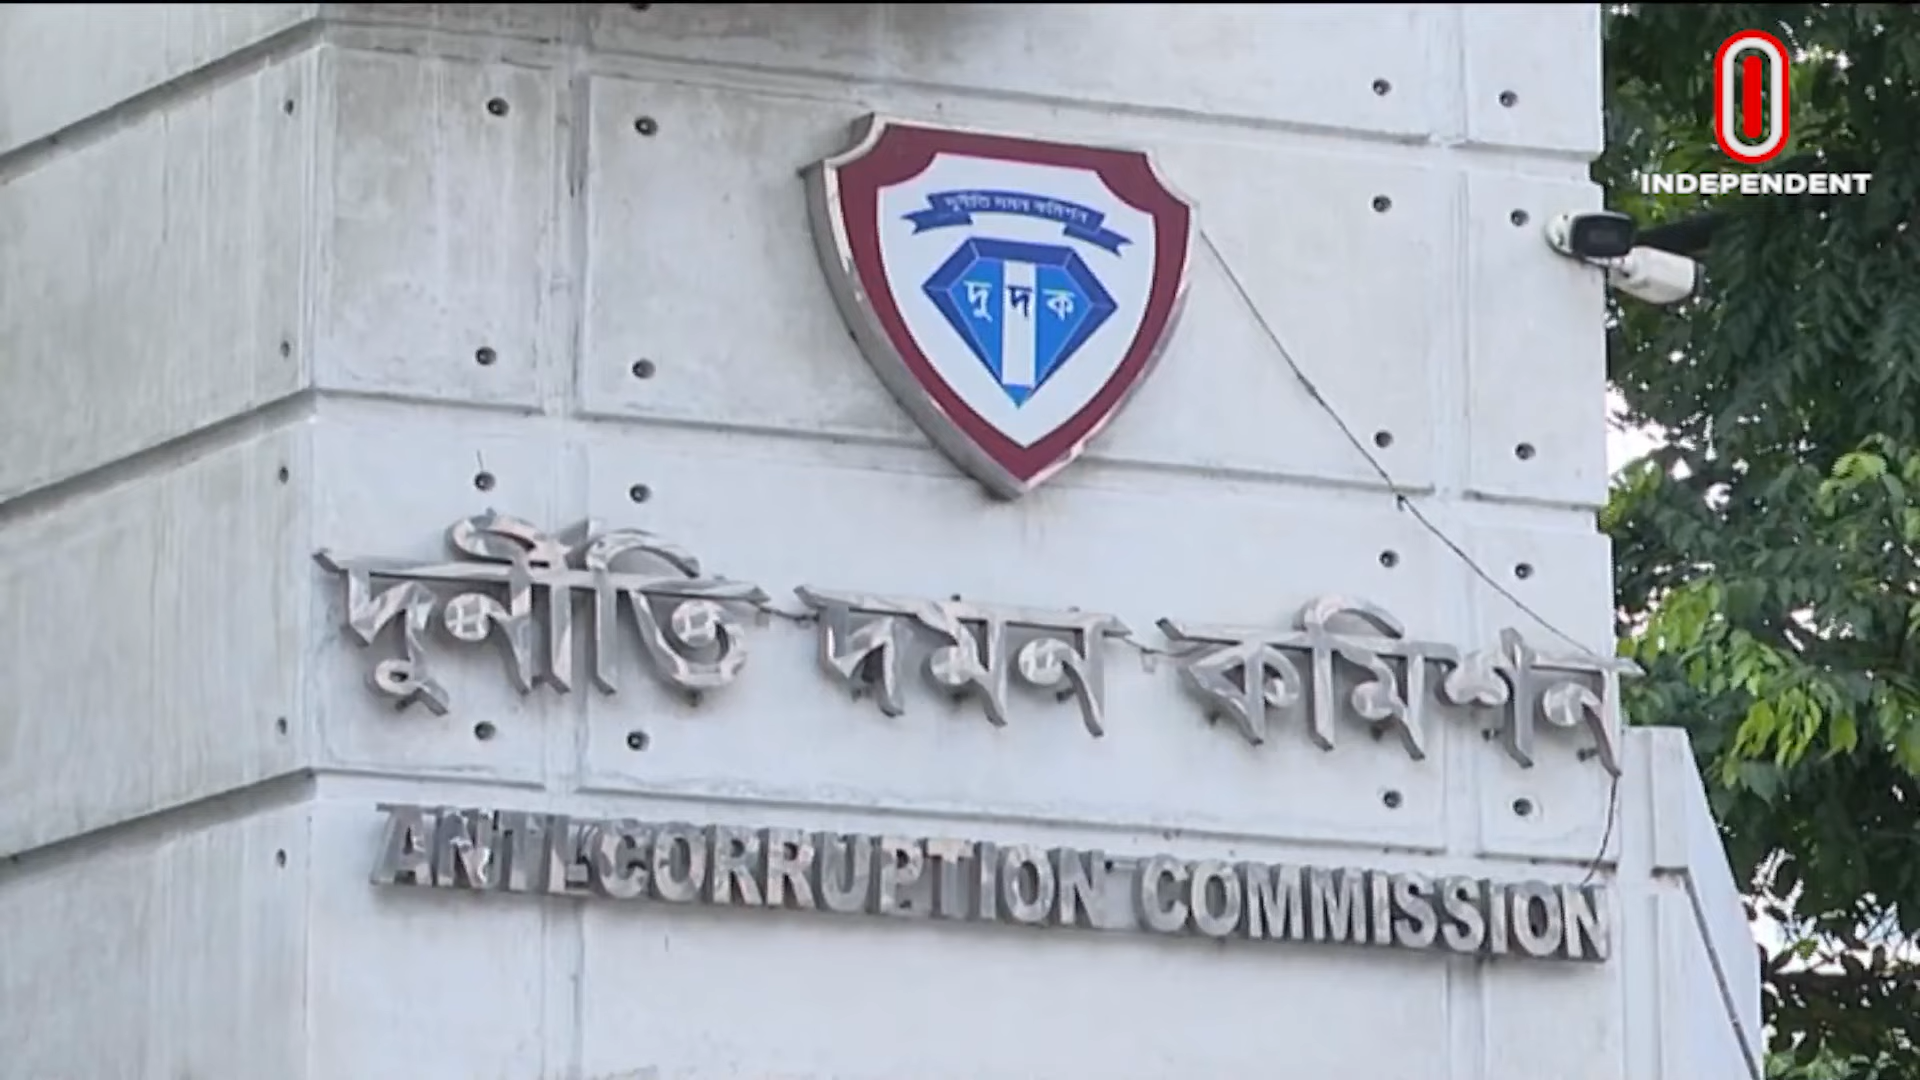 INDEPENDENT
দুর্নীতি দমন কমিশন
দুদক
দুর্নীতি দমন কমিশন
ANTI-CORRUPTION COMMISSION